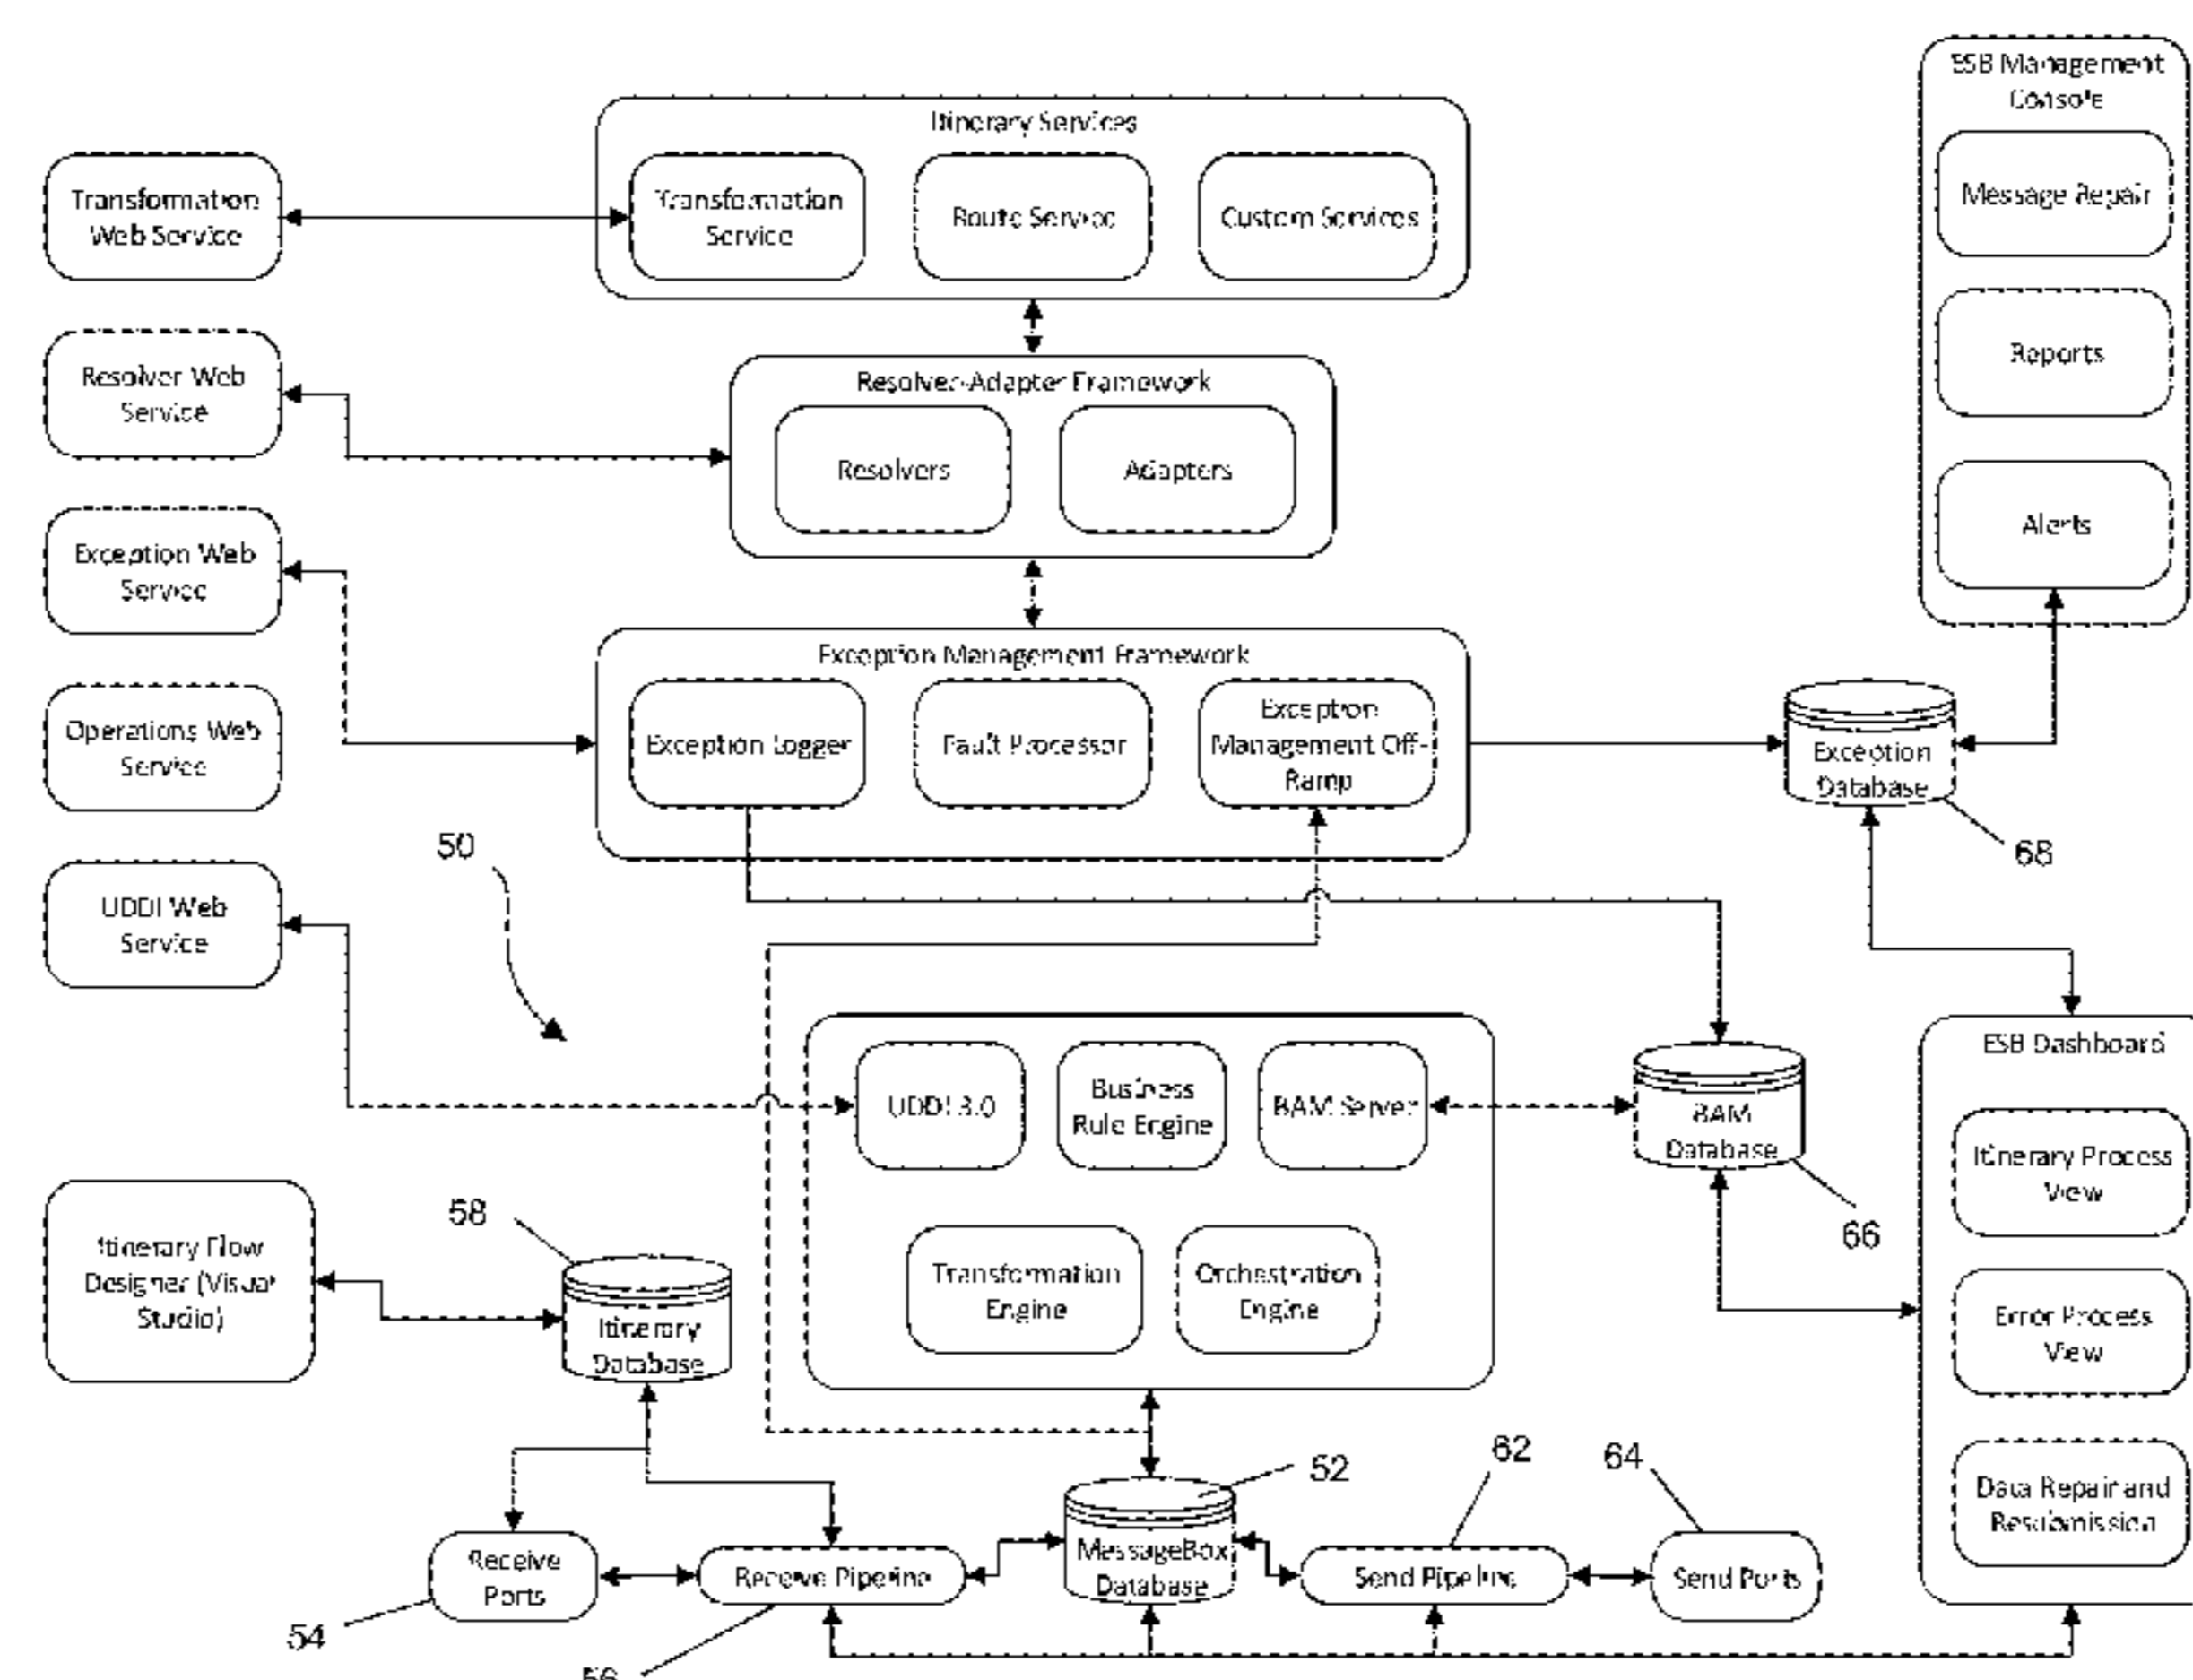 ESB Management
Console
Message Repair
Reports
Alerts
Itinerary Services
Transformation
Service
Route Service
Custom Services
Transformation
Web Service
Resolver Web
Service
Resolver-Adapter Framework
Resolvers
Adapters
Exception Web
Service
Exception Management Framework
Exception Logger
Fault Processor
Exception
Management Off-
Ramp
Operations Web
Service
Exception
Database
68
50
UDDI Web
Service
UDDI 3.0
Business
Rule Engine
BAM Server
BAM
Database
66
Transformation
Engine
Orchestration
Engine
ESB Dashboard
Itinerary Process
View
Error Process
View
Data Repair and
Resubmission
Itinerary Flow
Designer (Visual
Studio)
58
Itinerary
Database
52
62
64
Receive
Ports
Receive Pipeline
MessageBox
Database
Send Pipeline
Send Ports
54
56